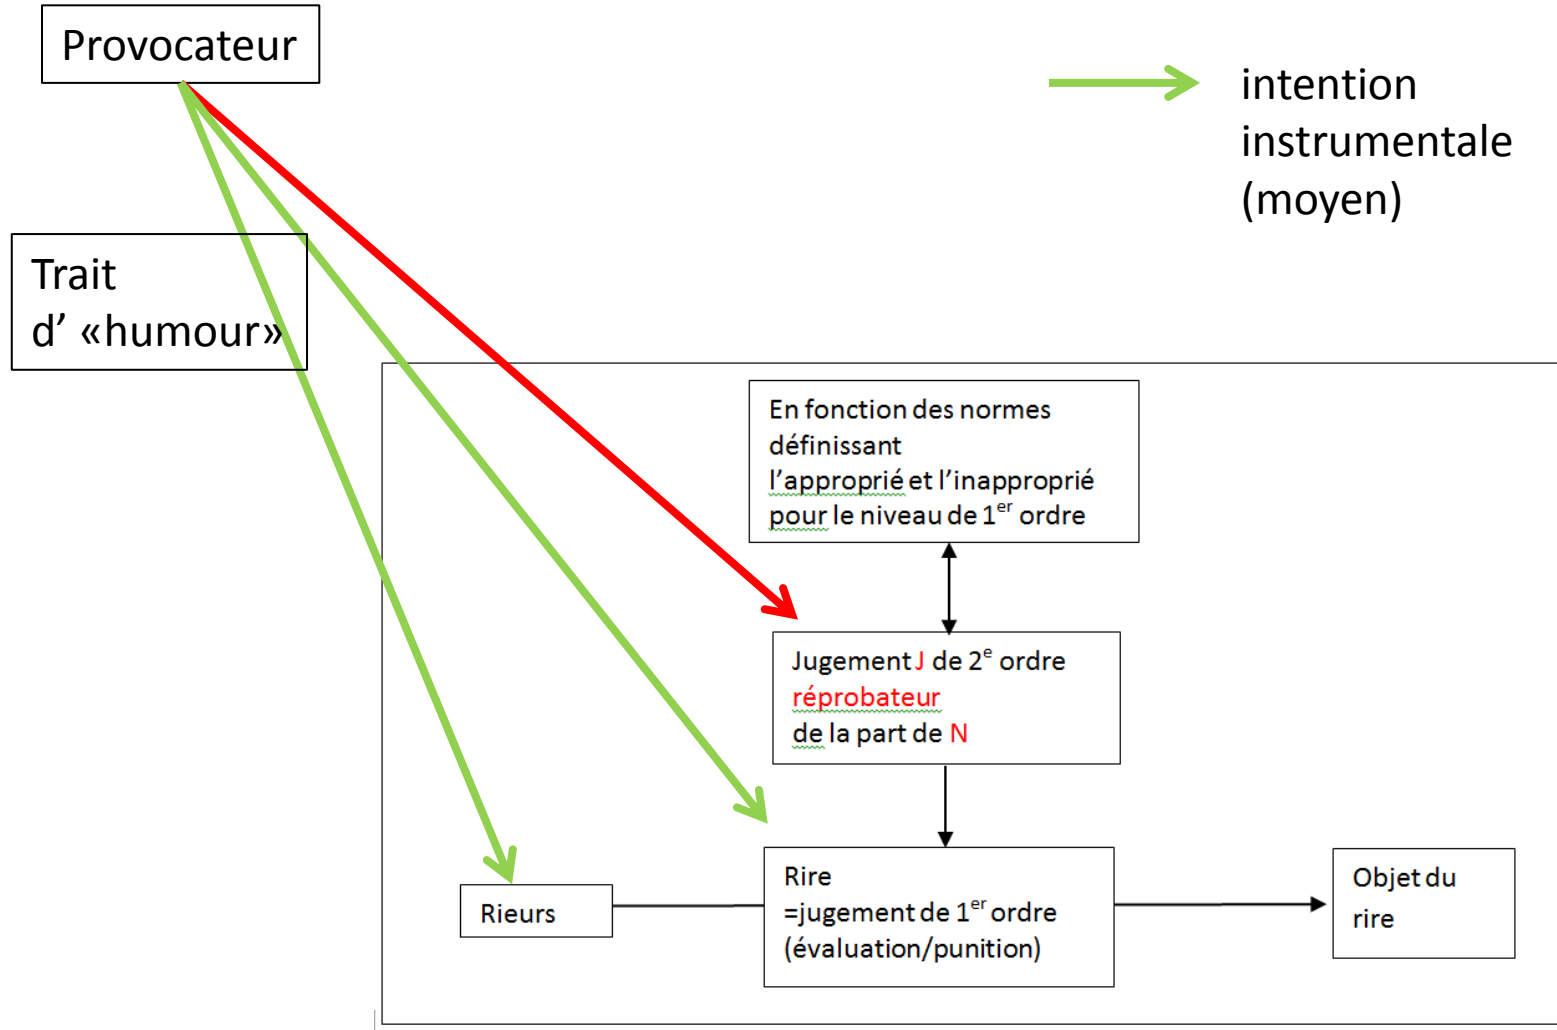 Provocateur
intention
instrumentale
(moyen)
Trait
d’ «humour»
En fonction des normes
définissant
l’approprié et l’inapproprié
pour le niveau de 1er ordre
Jugement J de 2e ordre
réprobateur
de la part de N
Rieurs
Rire
=jugement de 1er ordre
(évaluation/punition)
Objet du
rire